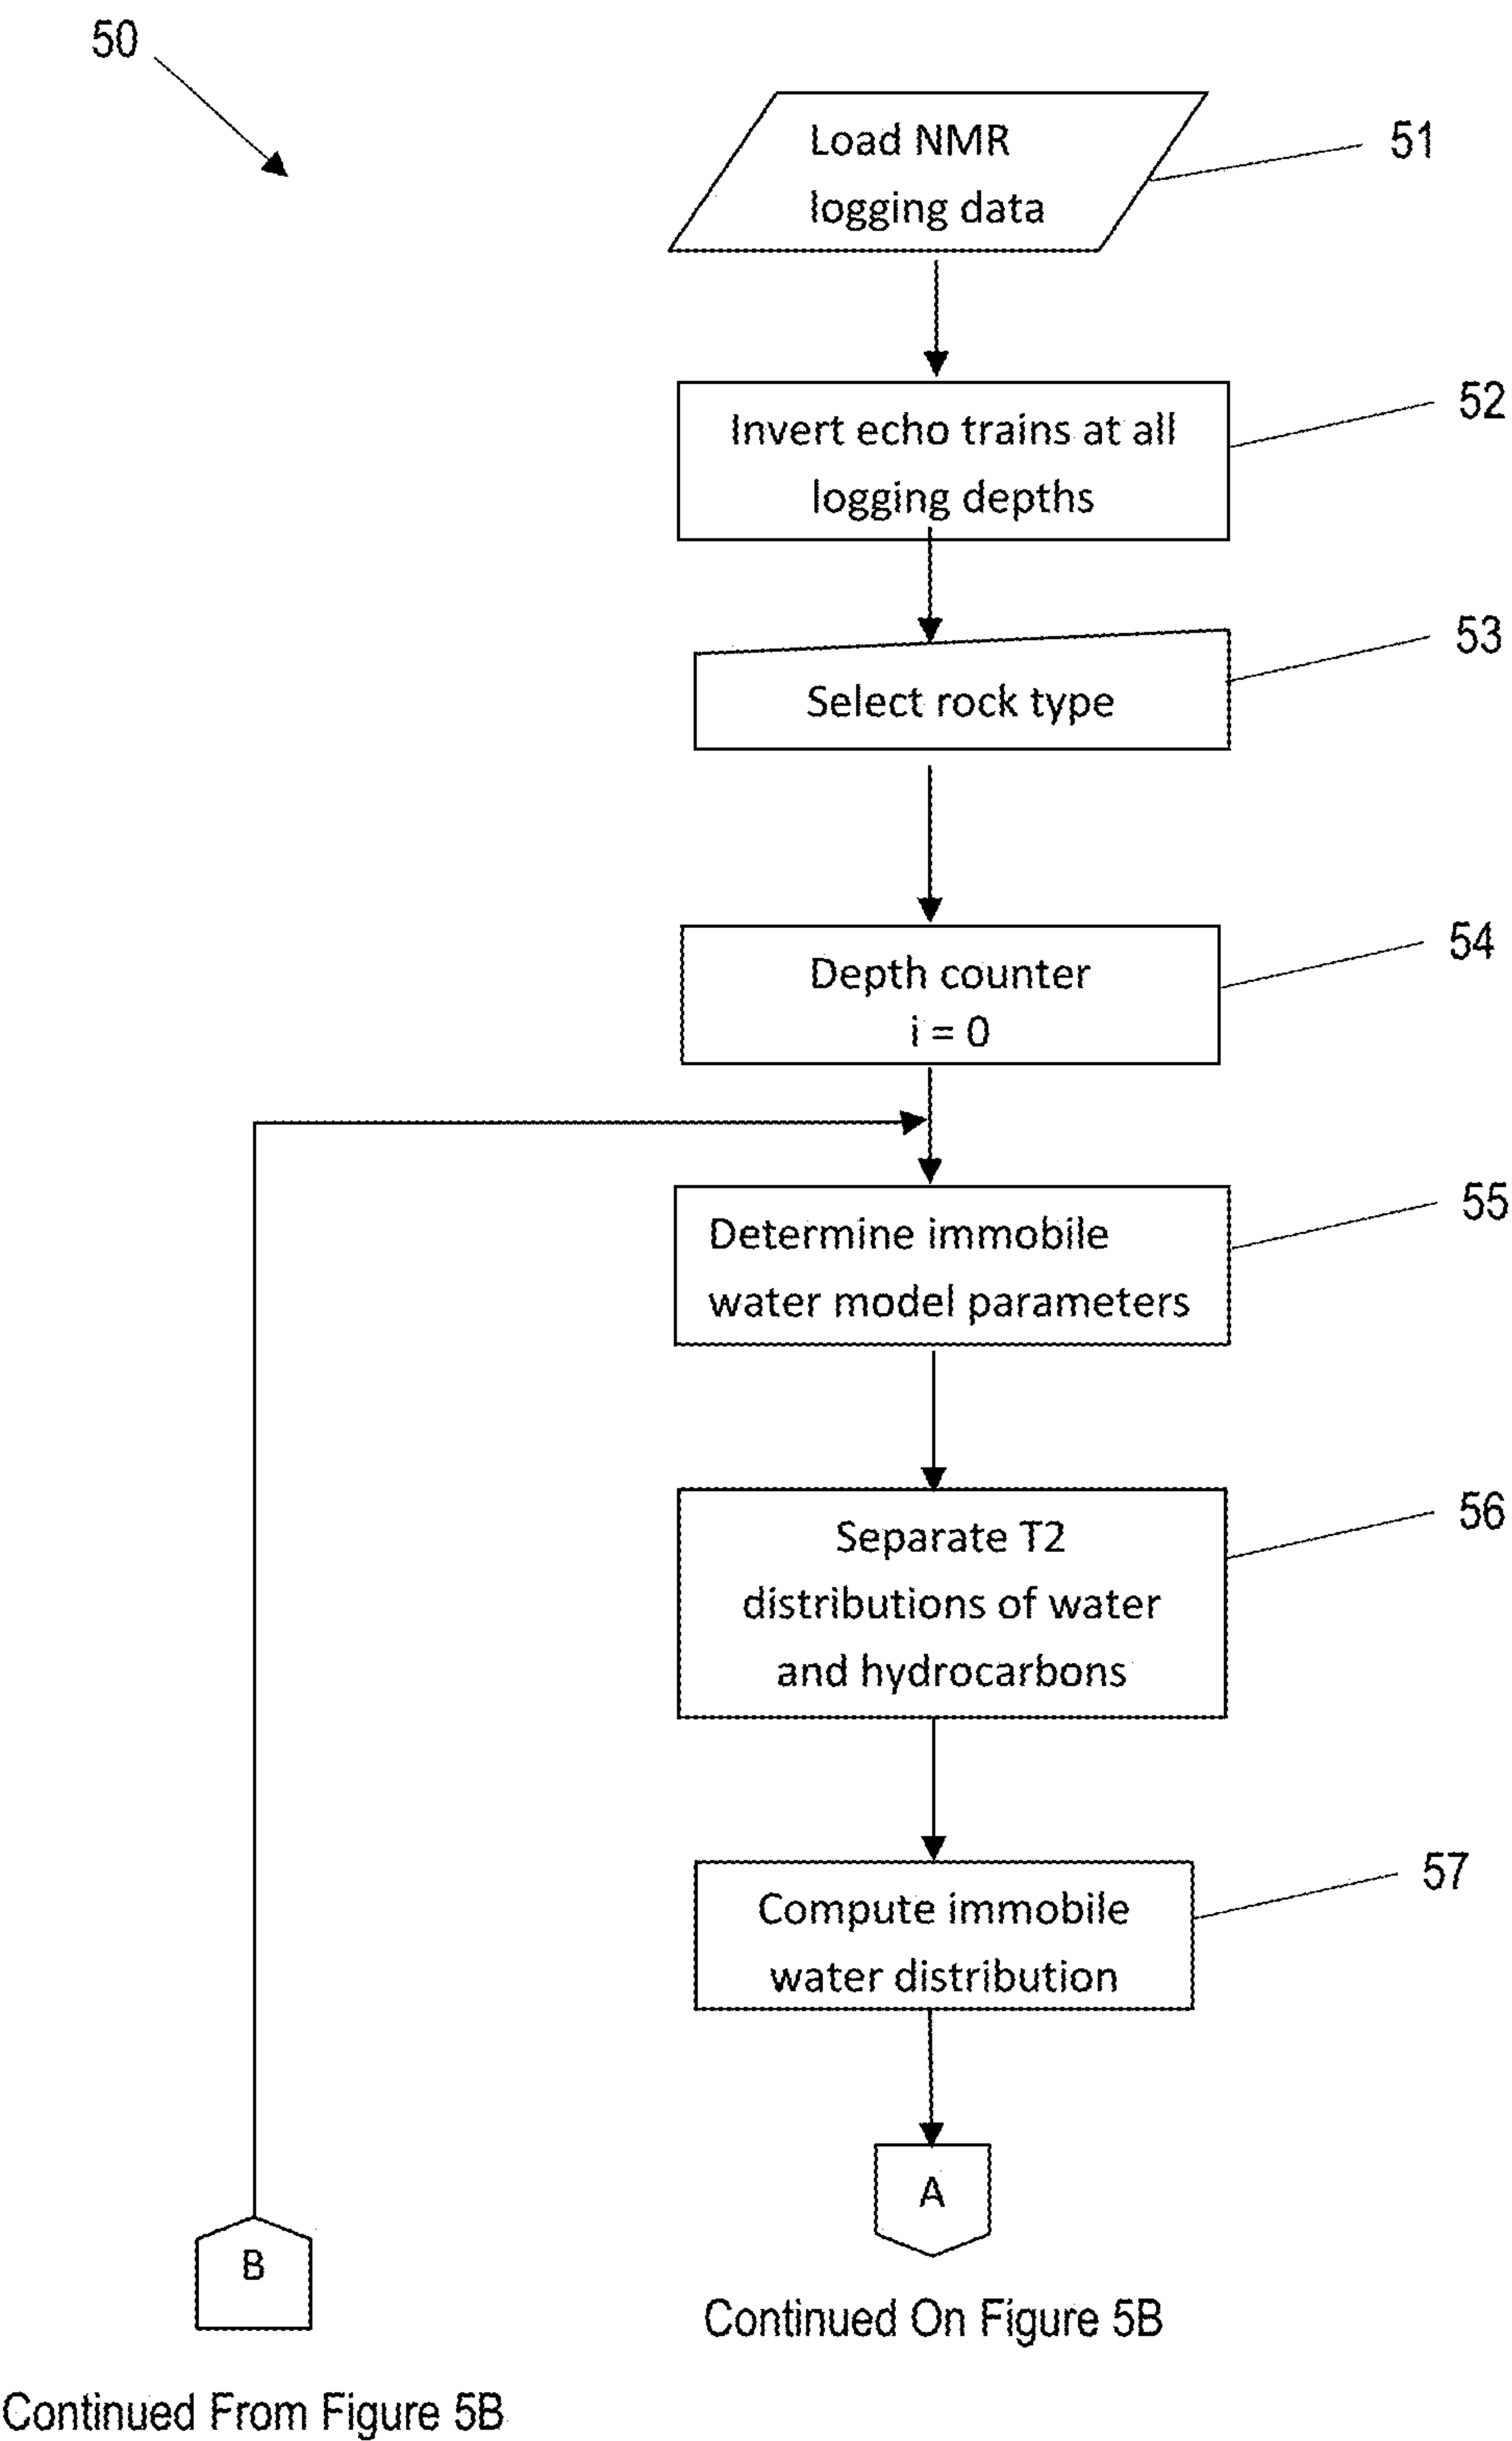 50
Load NMR
logging data
51
Invert echo trains at all
logging depths
52
Select rock type
53
Depth counter
i = 0
54
Determine immobile
water model parameters
55
Separate T2
distributions of water
and hydrocarbons
56
Compute immobile
water distribution
57
A
Continued On Figure 5B
B
Continued From Figure 5B